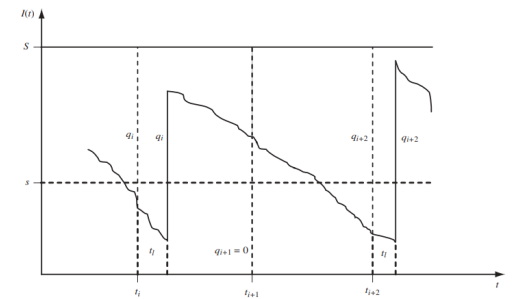 I(t)
S
q_i
q_i
q_{i+2}
q_{i+2}
s
t_l
q_{i+1} = 0
t_l
t
t_i
t_{i+1}
t_{i+2}